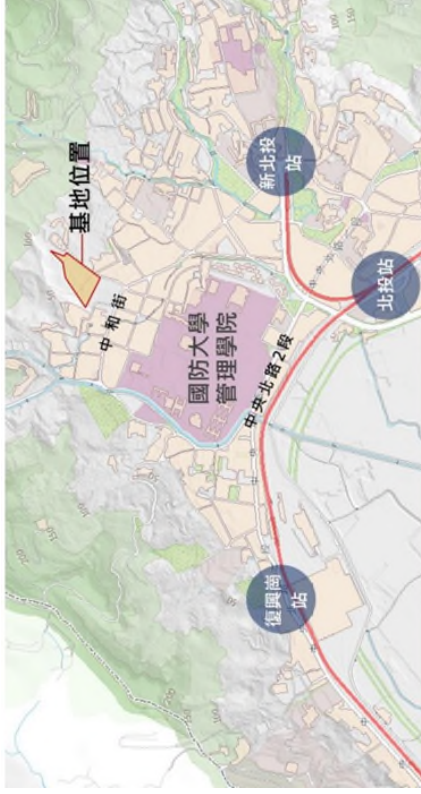 基地位置
中和街
新北投
站
國防大學
管理學院
中央北路2段
北投站
復興崗
站